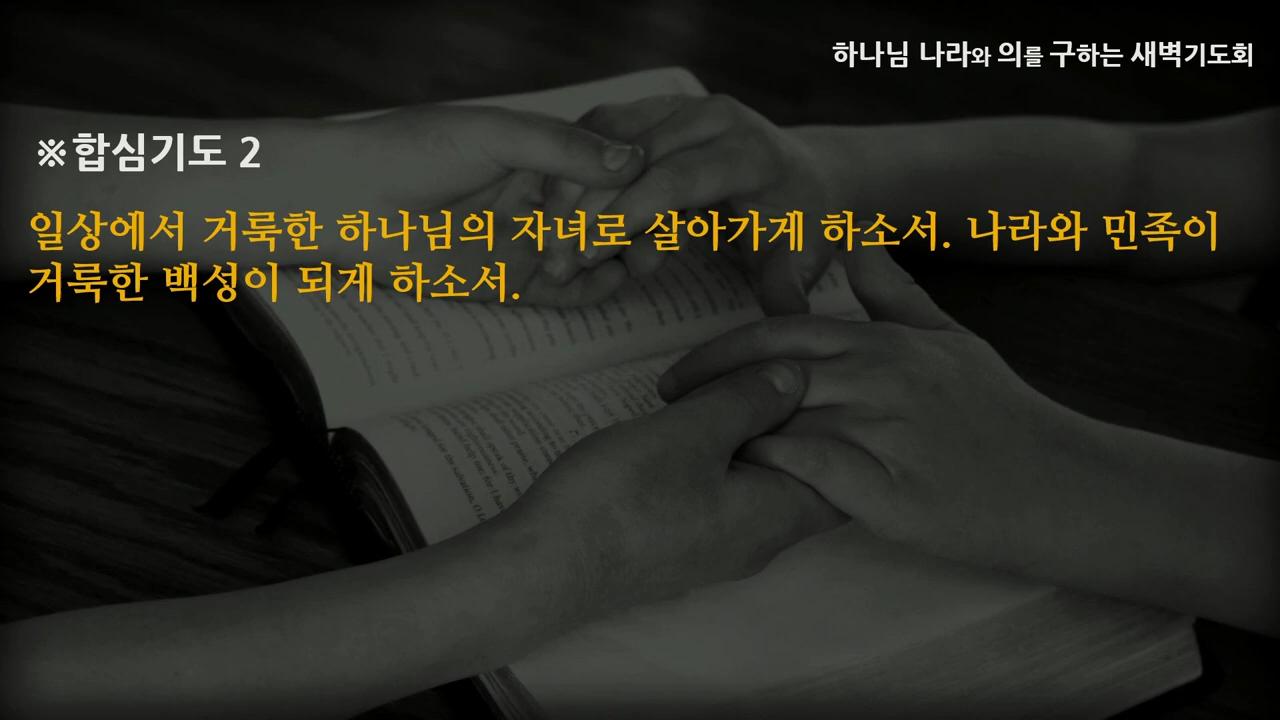 하나님 나라와 의를 구하는 새벽기도회
※합심기도 2
일상에서 거룩한 하나님의 자녀로 살아가게 하소서. 나라와 민족이
거룩한 백성이 되게 하소서.